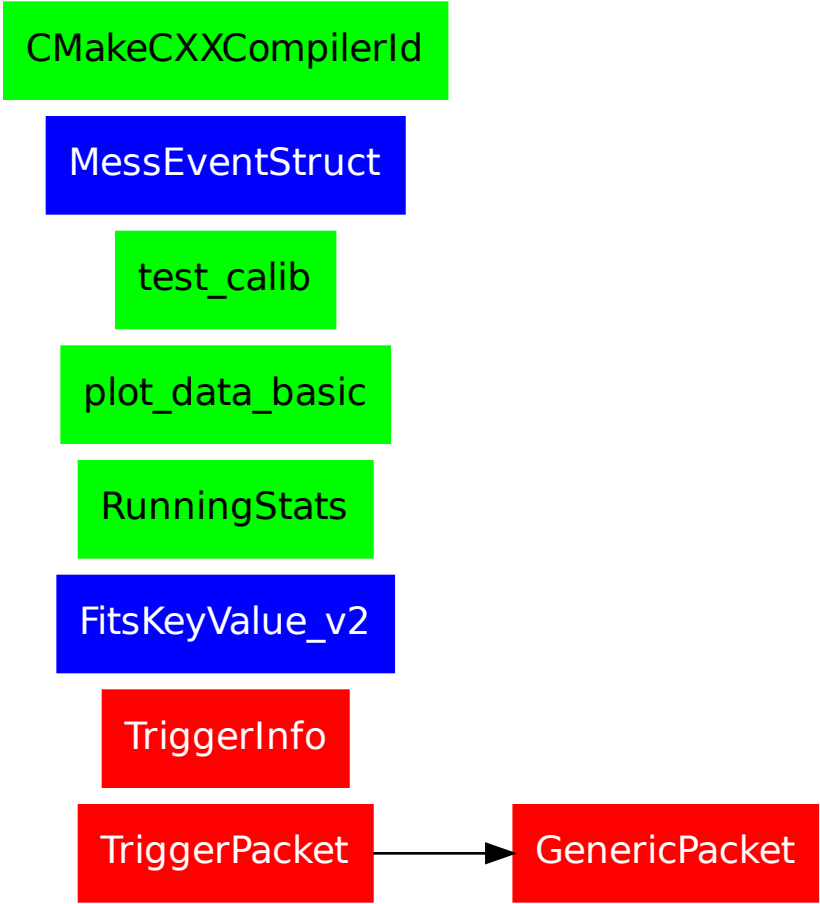 CMakeCXXCompilerId
MessEventStruct
test_calib
plot_data_basic
RunningStats
FitsKeyValue_v2
TriggerInfo
TriggerPacket
GenericPacket